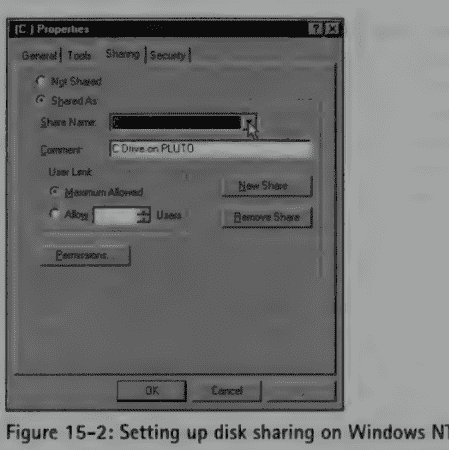 (C:) Properties
General Tools Sharing Security
Not Shared
Shared As:
Share Name:
Comment: C Drive on PLUTO
User Limit:
Maximum Allowed New Share
Allow Users Remove Share
Permissions...
OK Cancel
Figure 15-2: Setting up disk sharing on Windows NT